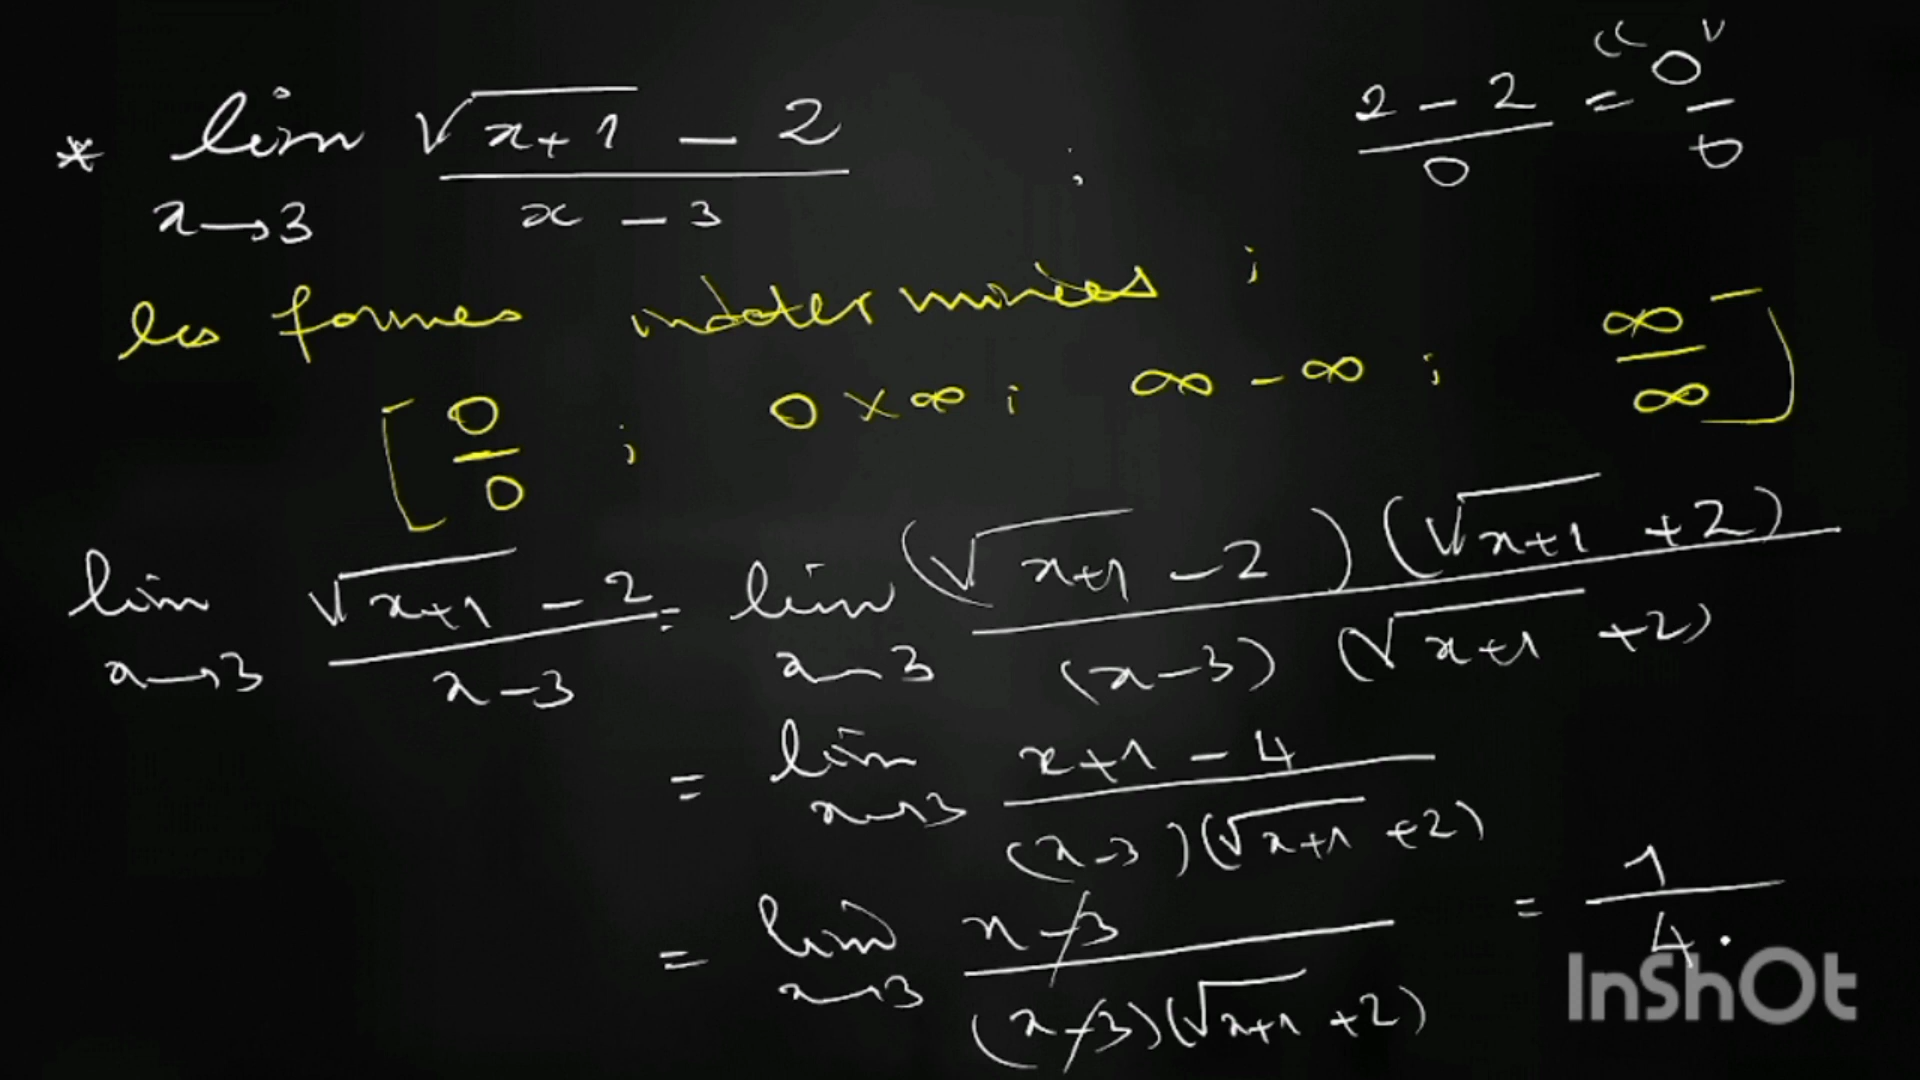 * lim x→3 (√(x+1) - 2)/(x - 3) ; (2 - 2)/0 = "0/0"
les formes indeterminées ;
[ 0/0 ; 0 × ∞ ; ∞ - ∞ ; ∞/∞ ]
lim x→3 (√(x+1) - 2)/(x-3) = lim x→3 ((√(x+1) - 2)(√(x+1) + 2))/((x-3)(√(x+1) + 2))
= lim x→3 (x+1 - 4)/((x-3)(√(x+1) + 2))
= lim x→3 (x-3)/((x-3)(√(x+1) + 2)) = 1/4.
InShOt